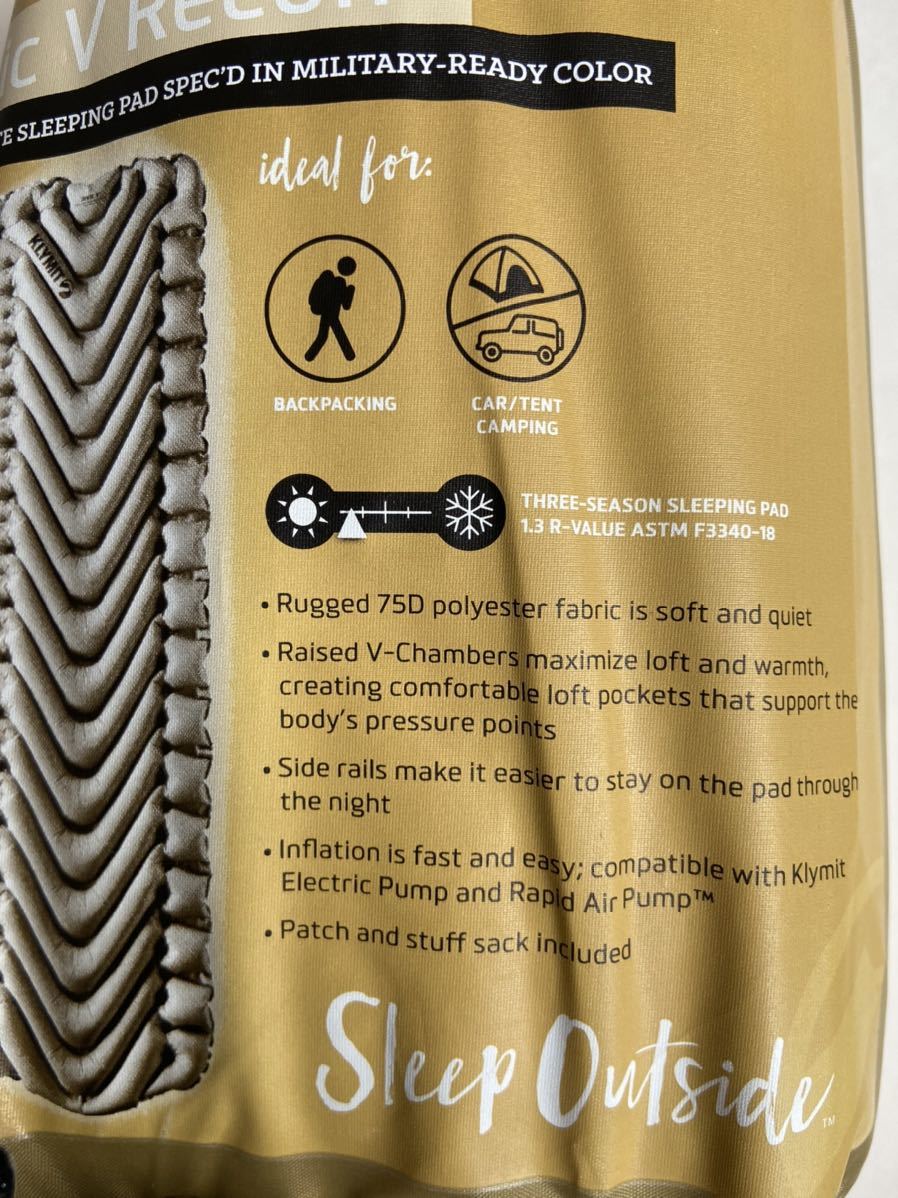 c V RECON
E SLEEPING PAD SPEC'D IN MILITARY-READY COLOR
ideal for:
KLYMIT
BACKPACKING
CAR/TENT
CAMPING
THREE-SEASON SLEEPING PAD
1.3 R-VALUE ASTM F3340-18
• Rugged 75D polyester fabric is soft and quiet
• Raised V-Chambers maximize loft and warmth,
creating comfortable loft pockets that support the
body's pressure points
• Side rails make it easier to stay on the pad through
the night
• Inflation is fast and easy; compatible with Klymit
Electric Pump and Rapid Air Pump™
• Patch and stuff sack included
Sleep Outside™